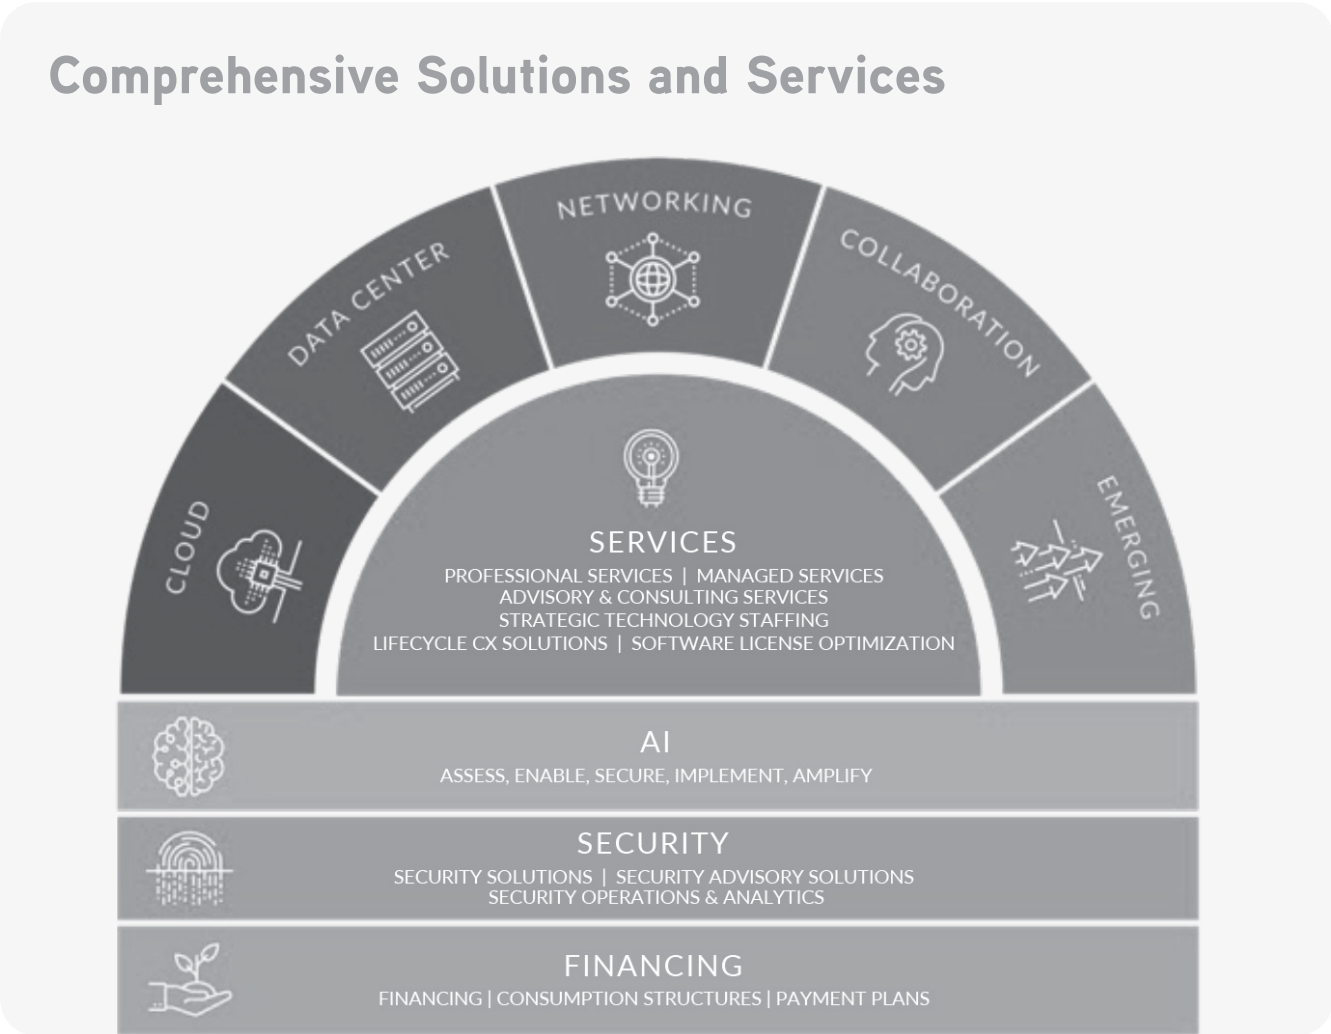 Comprehensive Solutions and Services
CLOUD
DATA CENTER
NETWORKING
COLLABORATION
EMERGING
SERVICES
PROFESSIONAL SERVICES | MANAGED SERVICES
ADVISORY & CONSULTING SERVICES
STRATEGIC TECHNOLOGY STAFFING
LIFECYCLE CX SOLUTIONS | SOFTWARE LICENSE OPTIMIZATION
AI
ASSESS, ENABLE, SECURE, IMPLEMENT, AMPLIFY
SECURITY
SECURITY SOLUTIONS | SECURITY ADVISORY SOLUTIONS
SECURITY OPERATIONS & ANALYTICS
FINANCING
FINANCING | CONSUMPTION STRUCTURES | PAYMENT PLANS